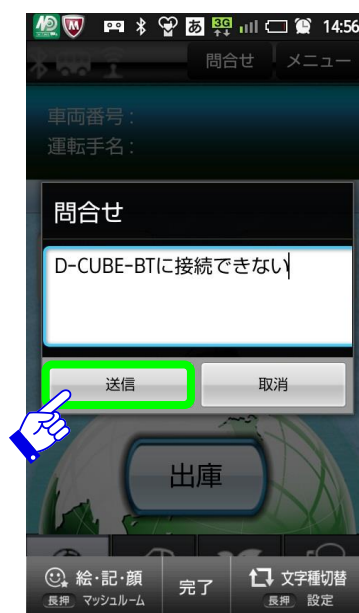 あ 3G 14:56
問合せ メニュー
車両番号:
運転手名:
問合せ
D-CUBE-BTに接続できない
送信 取消
出庫
絵・記・顔 完了 文字種切替
長押 マッシュルーム 長押 設定